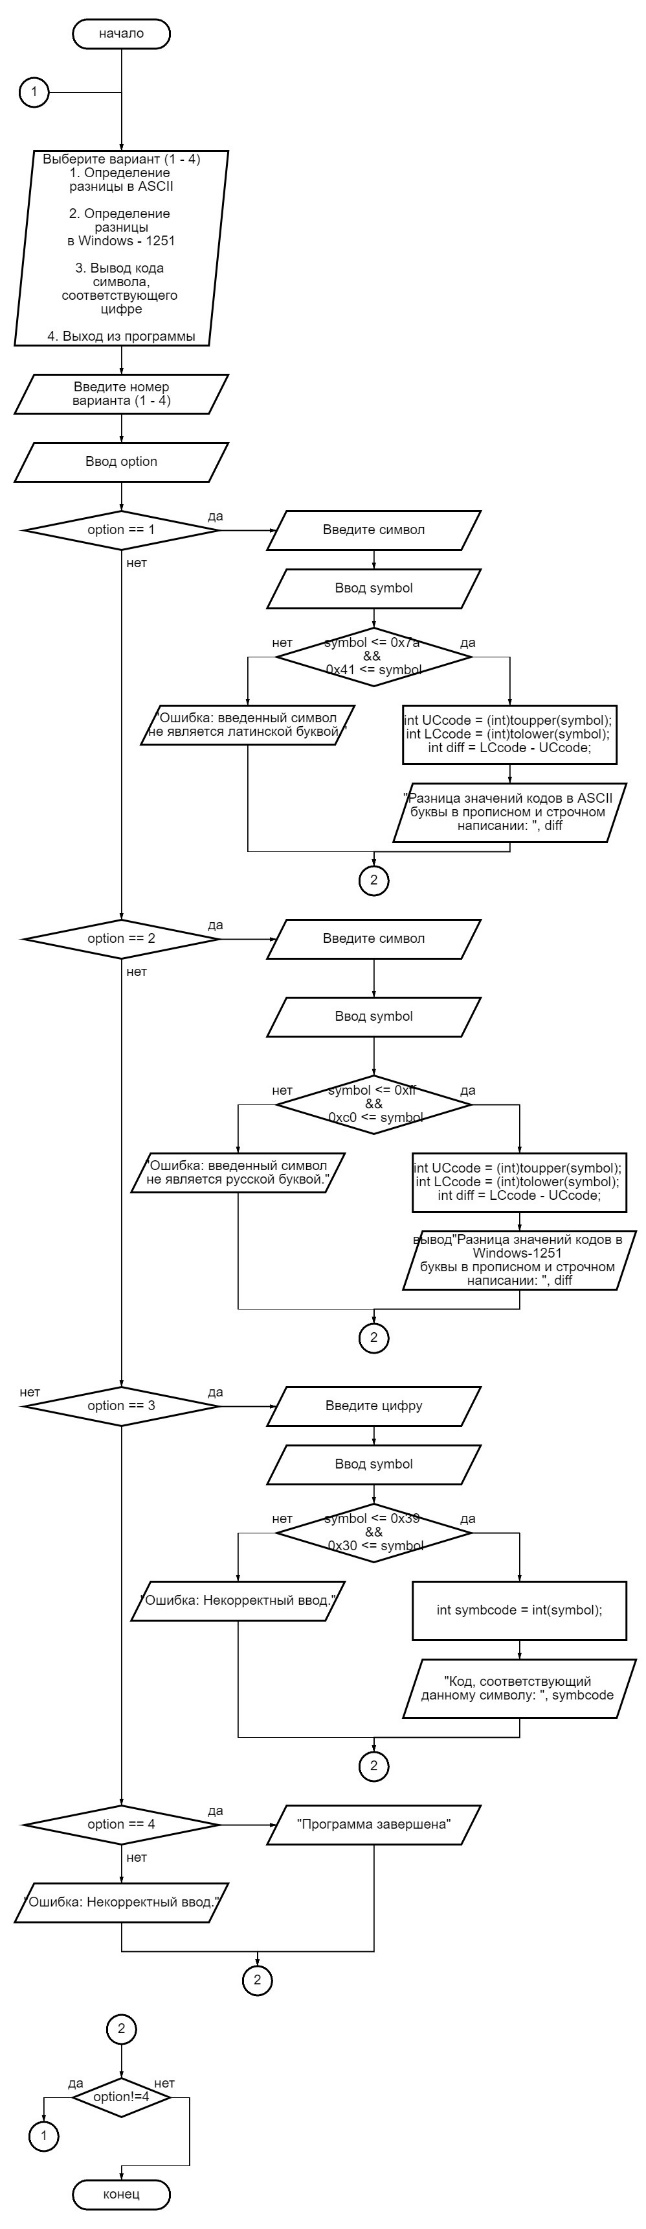 начало
1
Выберите вариант (1 - 4)
1. Определение
разницы в ASCII
2. Определение
разницы
в Windows - 1251
3. Вывод кода
символа,
соответствующего
цифре
4. Выход из программы
Введите номер
варианта (1 - 4)
Ввод option
option == 1
да
нет
Введите символ
Ввод symbol
symbol <= 0x7a
&&
0x41 <= symbol
нет
да
"Ошибка: введенный символ
не является латинской буквой."
int UCcode = (int)toupper(symbol);
int LCcode = (int)tolower(symbol);
int diff = LCcode - UCcode;
"Разница значений кодов в ASCII
буквы в прописном и строчном
написании: ", diff
2
option == 2
да
нет
Введите символ
Ввод symbol
symbol <= 0xff
&&
0xc0 <= symbol
нет
да
"Ошибка: введенный символ
не является русской буквой."
int UCcode = (int)toupper(symbol);
int LCcode = (int)tolower(symbol);
int diff = LCcode - UCcode;
вывод"Разница значений кодов в
Windows-1251
буквы в прописном и строчном
написании: ", diff
2
нет
option == 3
да
Введите цифру
Ввод symbol
symbol <= 0x39
&&
0x30 <= symbol
нет
да
"Ошибка: Некорректный ввод."
int symbcode = int(symbol);
"Код, соответствующий
данному символу: ", symbcode
2
option == 4
да
нет
"Программа завершена"
"Ошибка: Некорректный ввод."
2
2
да
нет
option!=4
1
конец